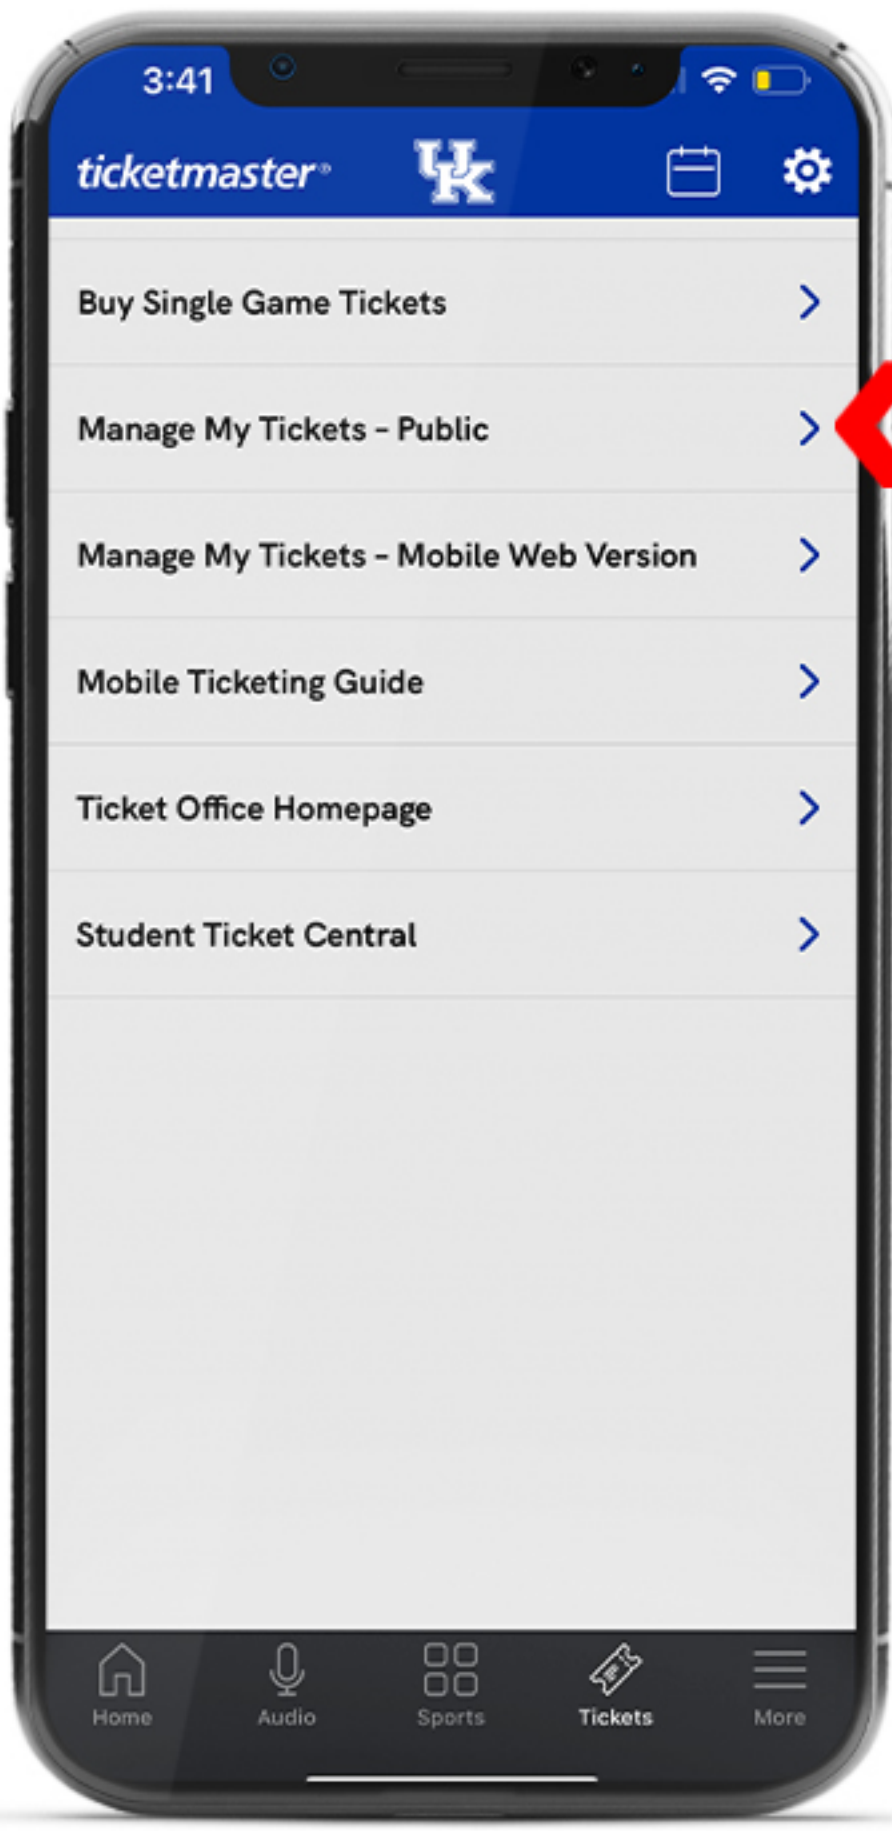 3:41
ticketmaster®
UK
Buy Single Game Tickets
Manage My Tickets – Public
Manage My Tickets – Mobile Web Version
Mobile Ticketing Guide
Ticket Office Homepage
Student Ticket Central
Home Audio Sports Tickets More